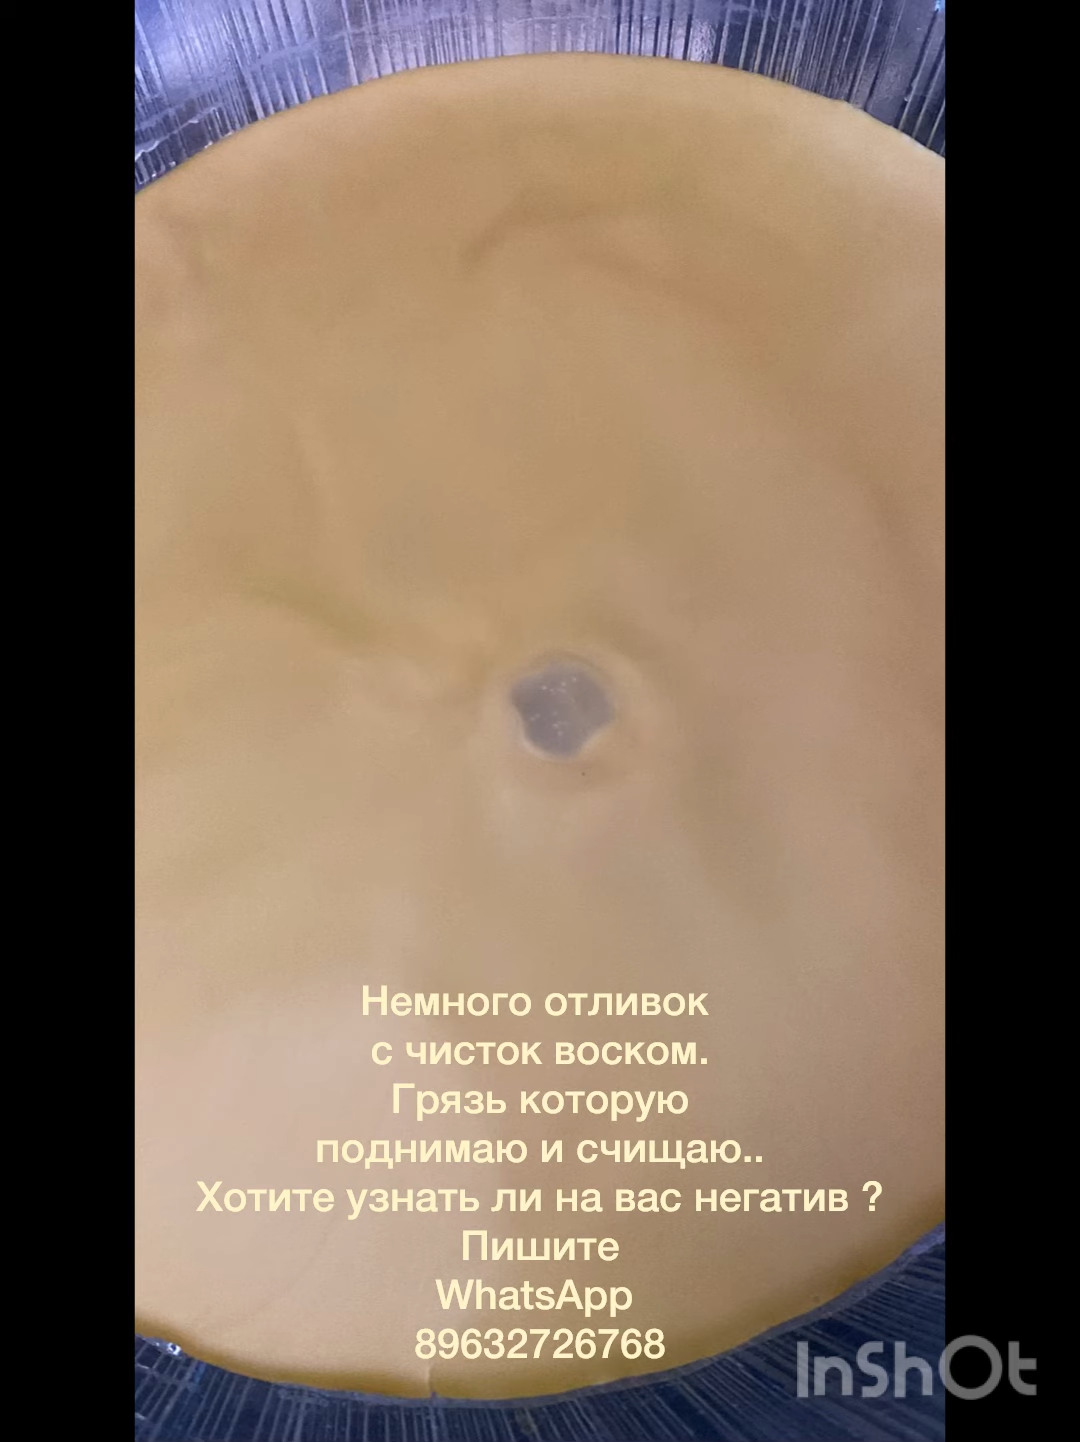 Немного отливок
с чисток воском.
Грязь которую
поднимаю и счищаю..
Хотите узнать ли на вас негатив ?
Пишите
WhatsApp
89632726768
InShOt